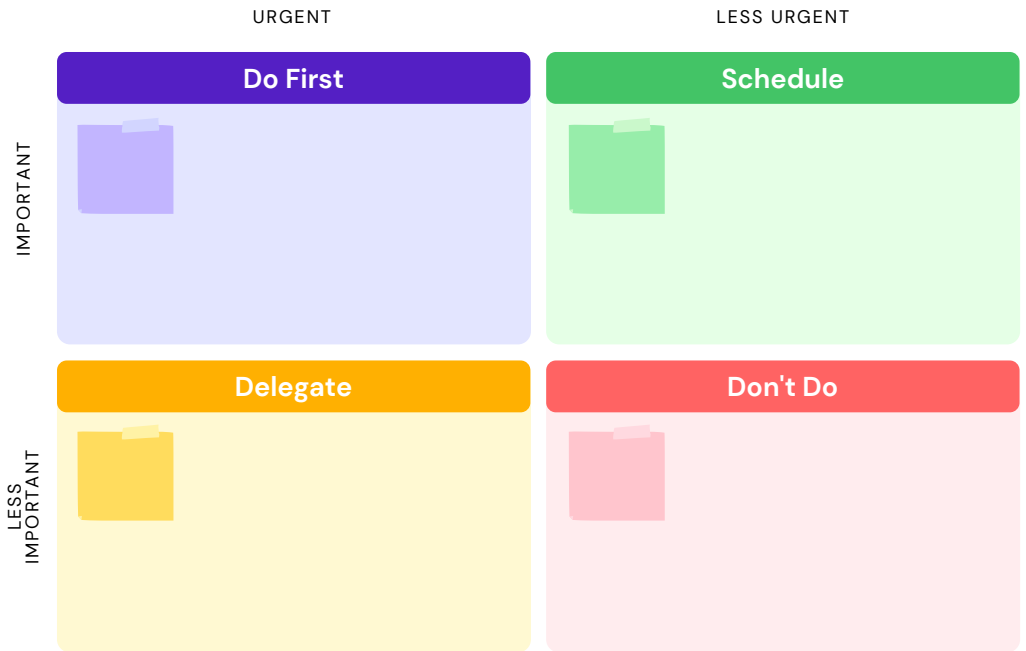 URGENT
LESS URGENT
Do First
Schedule
IMPORTANT
Delegate
Don't Do
LESS
IMPORTANT